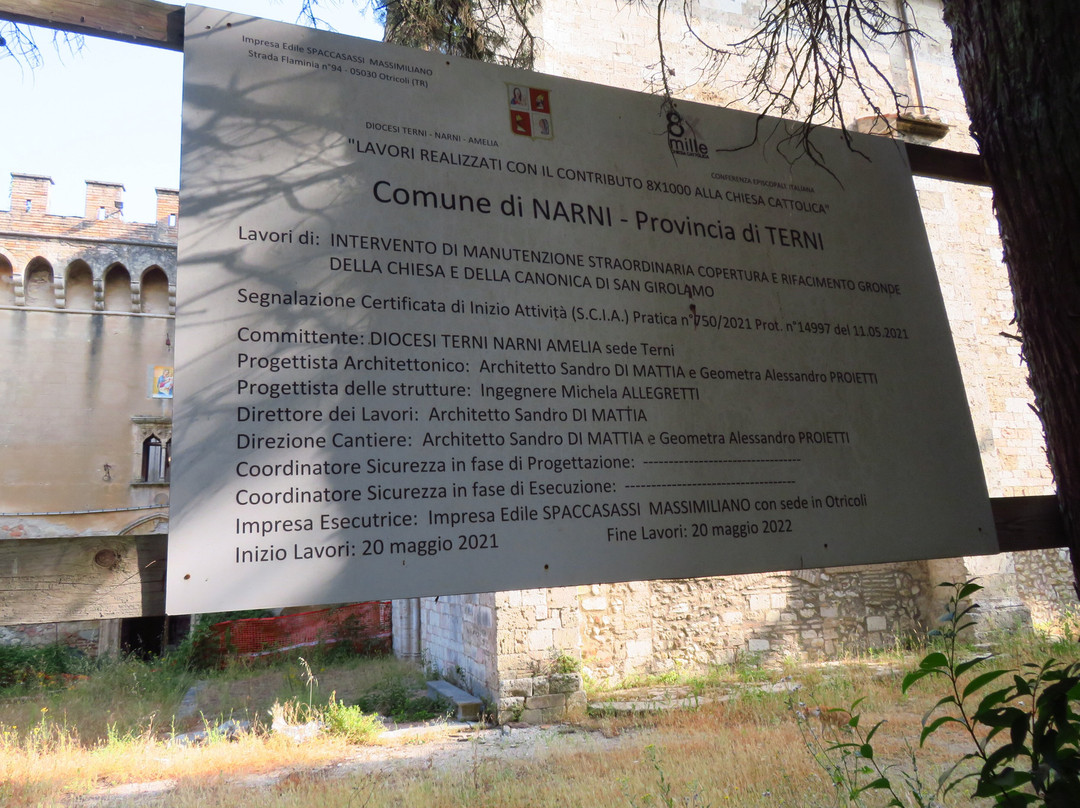 Impresa Edile SPACCASASSI MASSIMILIANO
Strada Flaminia n°94 - 05030 Otricoli (TR)
DIOCESI TERNI - NARNI - AMELIA
8
mille
CONFERENZA EPISCOPALE ITALIANA
"LAVORI REALIZZATI CON IL CONTRIBUTO 8X1000 ALLA CHIESA CATTOLICA"
Comune di NARNI - Provincia di TERNI
Lavori di: INTERVENTO DI MANUTENZIONE STRAORDINARIA COPERTURA E RIFACIMENTO GRONDE
DELLA CHIESA E DELLA CANONICA DI SAN GIROLAMO
Segnalazione Certificata di Inizio Attività (S.C.I.A.) Pratica n° 750/2021 Prot. n°14997 del 11.05.2021
Committente: DIOCESI TERNI NARNI AMELIA sede Terni
Progettista Architettonico: Architetto Sandro DI MATTIA e Geometra Alessandro PROIETTI
Progettista delle strutture: Ingegnere Michela ALLEGRETTI
Direttore dei Lavori: Architetto Sandro DI MATTIA
Direzione Cantiere: Architetto Sandro DI MATTIA e Geometra Alessandro PROIETTI
Coordinatore Sicurezza in fase di Progettazione: -------------------------------
Coordinatore Sicurezza in fase di Esecuzione: ---------------------------------
Impresa Esecutrice: Impresa Edile SPACCASASSI MASSIMILIANO con sede in Otricoli
Inizio Lavori: 20 maggio 2021 Fine Lavori: 20 maggio 2022